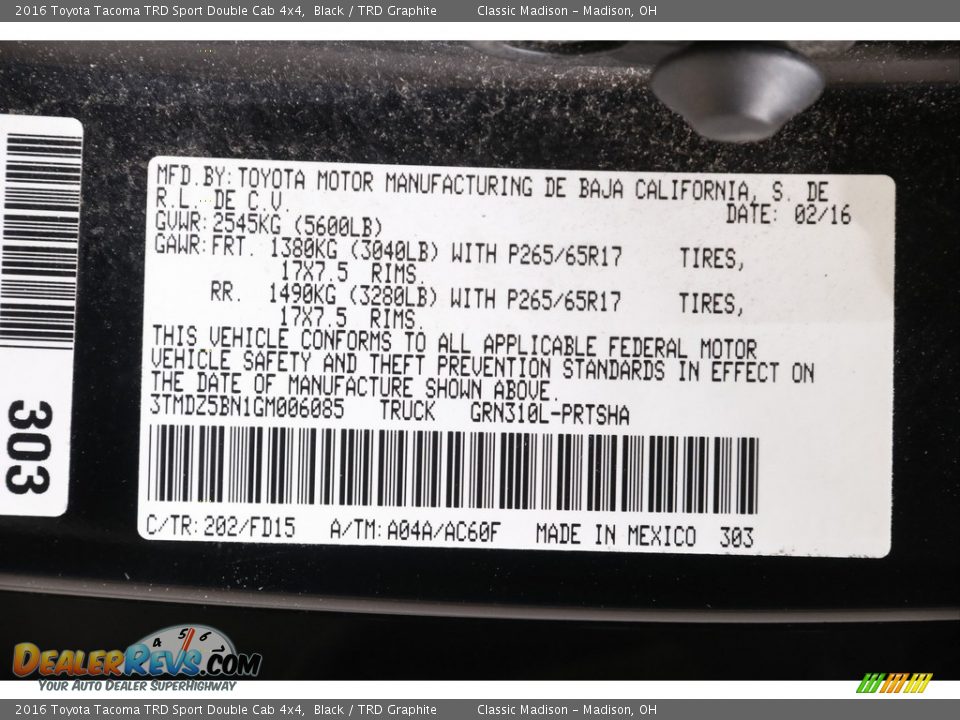 2016 Toyota Tacoma TRD Sport Double Cab 4x4,  Black / TRD Graphite    Classic Madison - Madison, OH
303
MFD.BY:TOYOTA MOTOR MANUFACTURING DE BAJA CALIFORNIA, S. DE
R.L. DE C.V.    DATE: 02/16
GVWR:2545KG (5600LB)
GAWR:FRT. 1380KG (3040LB) WITH P265/65R17    TIRES,
17X7.5 RIMS.
RR. 1490KG (3280LB) WITH P265/65R17    TIRES,
17X7.5 RIMS.
THIS VEHICLE CONFORMS TO ALL APPLICABLE FEDERAL MOTOR
VEHICLE SAFETY AND THEFT PREVENTION STANDARDS IN EFFECT ON
THE DATE OF MANUFACTURE SHOWN ABOVE.
3TMDZ5BN1GM006085    TRUCK    GRN310L-PRTSHA
C/TR:202/FD15    A/TM:A04A/AC60F    MADE IN MEXICO    303
4 5 6
DEALERREVS.COM
YOUR AUTO DEALER SUPERHIGHWAY
2016 Toyota Tacoma TRD Sport Double Cab 4x4,  Black / TRD Graphite    Classic Madison - Madison, OH